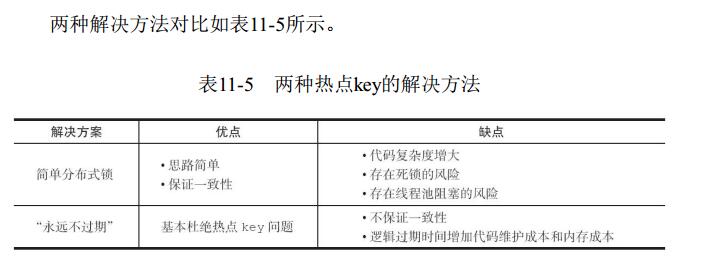 两种解决方法对比如表11-5所示。
表11-5 两种热点key的解决方法
解决方案 优点 缺点
简单分布式锁
• 思路简单
• 保证一致性
• 代码复杂度增大
• 存在死锁的风险
• 存在线程池阻塞的风险
“永远不过期”
基本杜绝热点 key 问题
• 不保证一致性
• 逻辑过期时间增加代码维护成本和内存成本